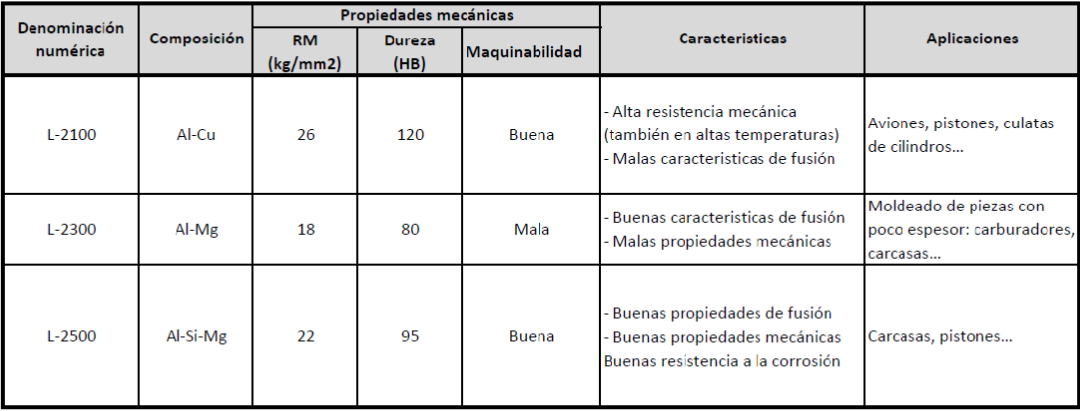 Denominación numérica
Composición
Propiedades mecánicas
RM
(kg/mm2)
Dureza
(HB)
Maquinabilidad
Caracteristicas
Aplicaciones
L-2100
Al-Cu
26
120
Buena
- Alta resistencia mecánica
(también en altas temperaturas)
- Malas caracteristicas de fusión
Aviones, pistones, culatas
de cilindros...
L-2300
Al-Mg
18
80
Mala
- Buenas caracteristicas de fusión
- Malas propiedades mecánicas
Moldeado de piezas con
poco espesor: carburadores,
carcasas...
L-2500
Al-Si-Mg
22
95
Buena
- Buenas propiedades de fusión
- Buenas propiedades mecánicas
Buenas resistencia a la corrosión
Carcasas, pistones...